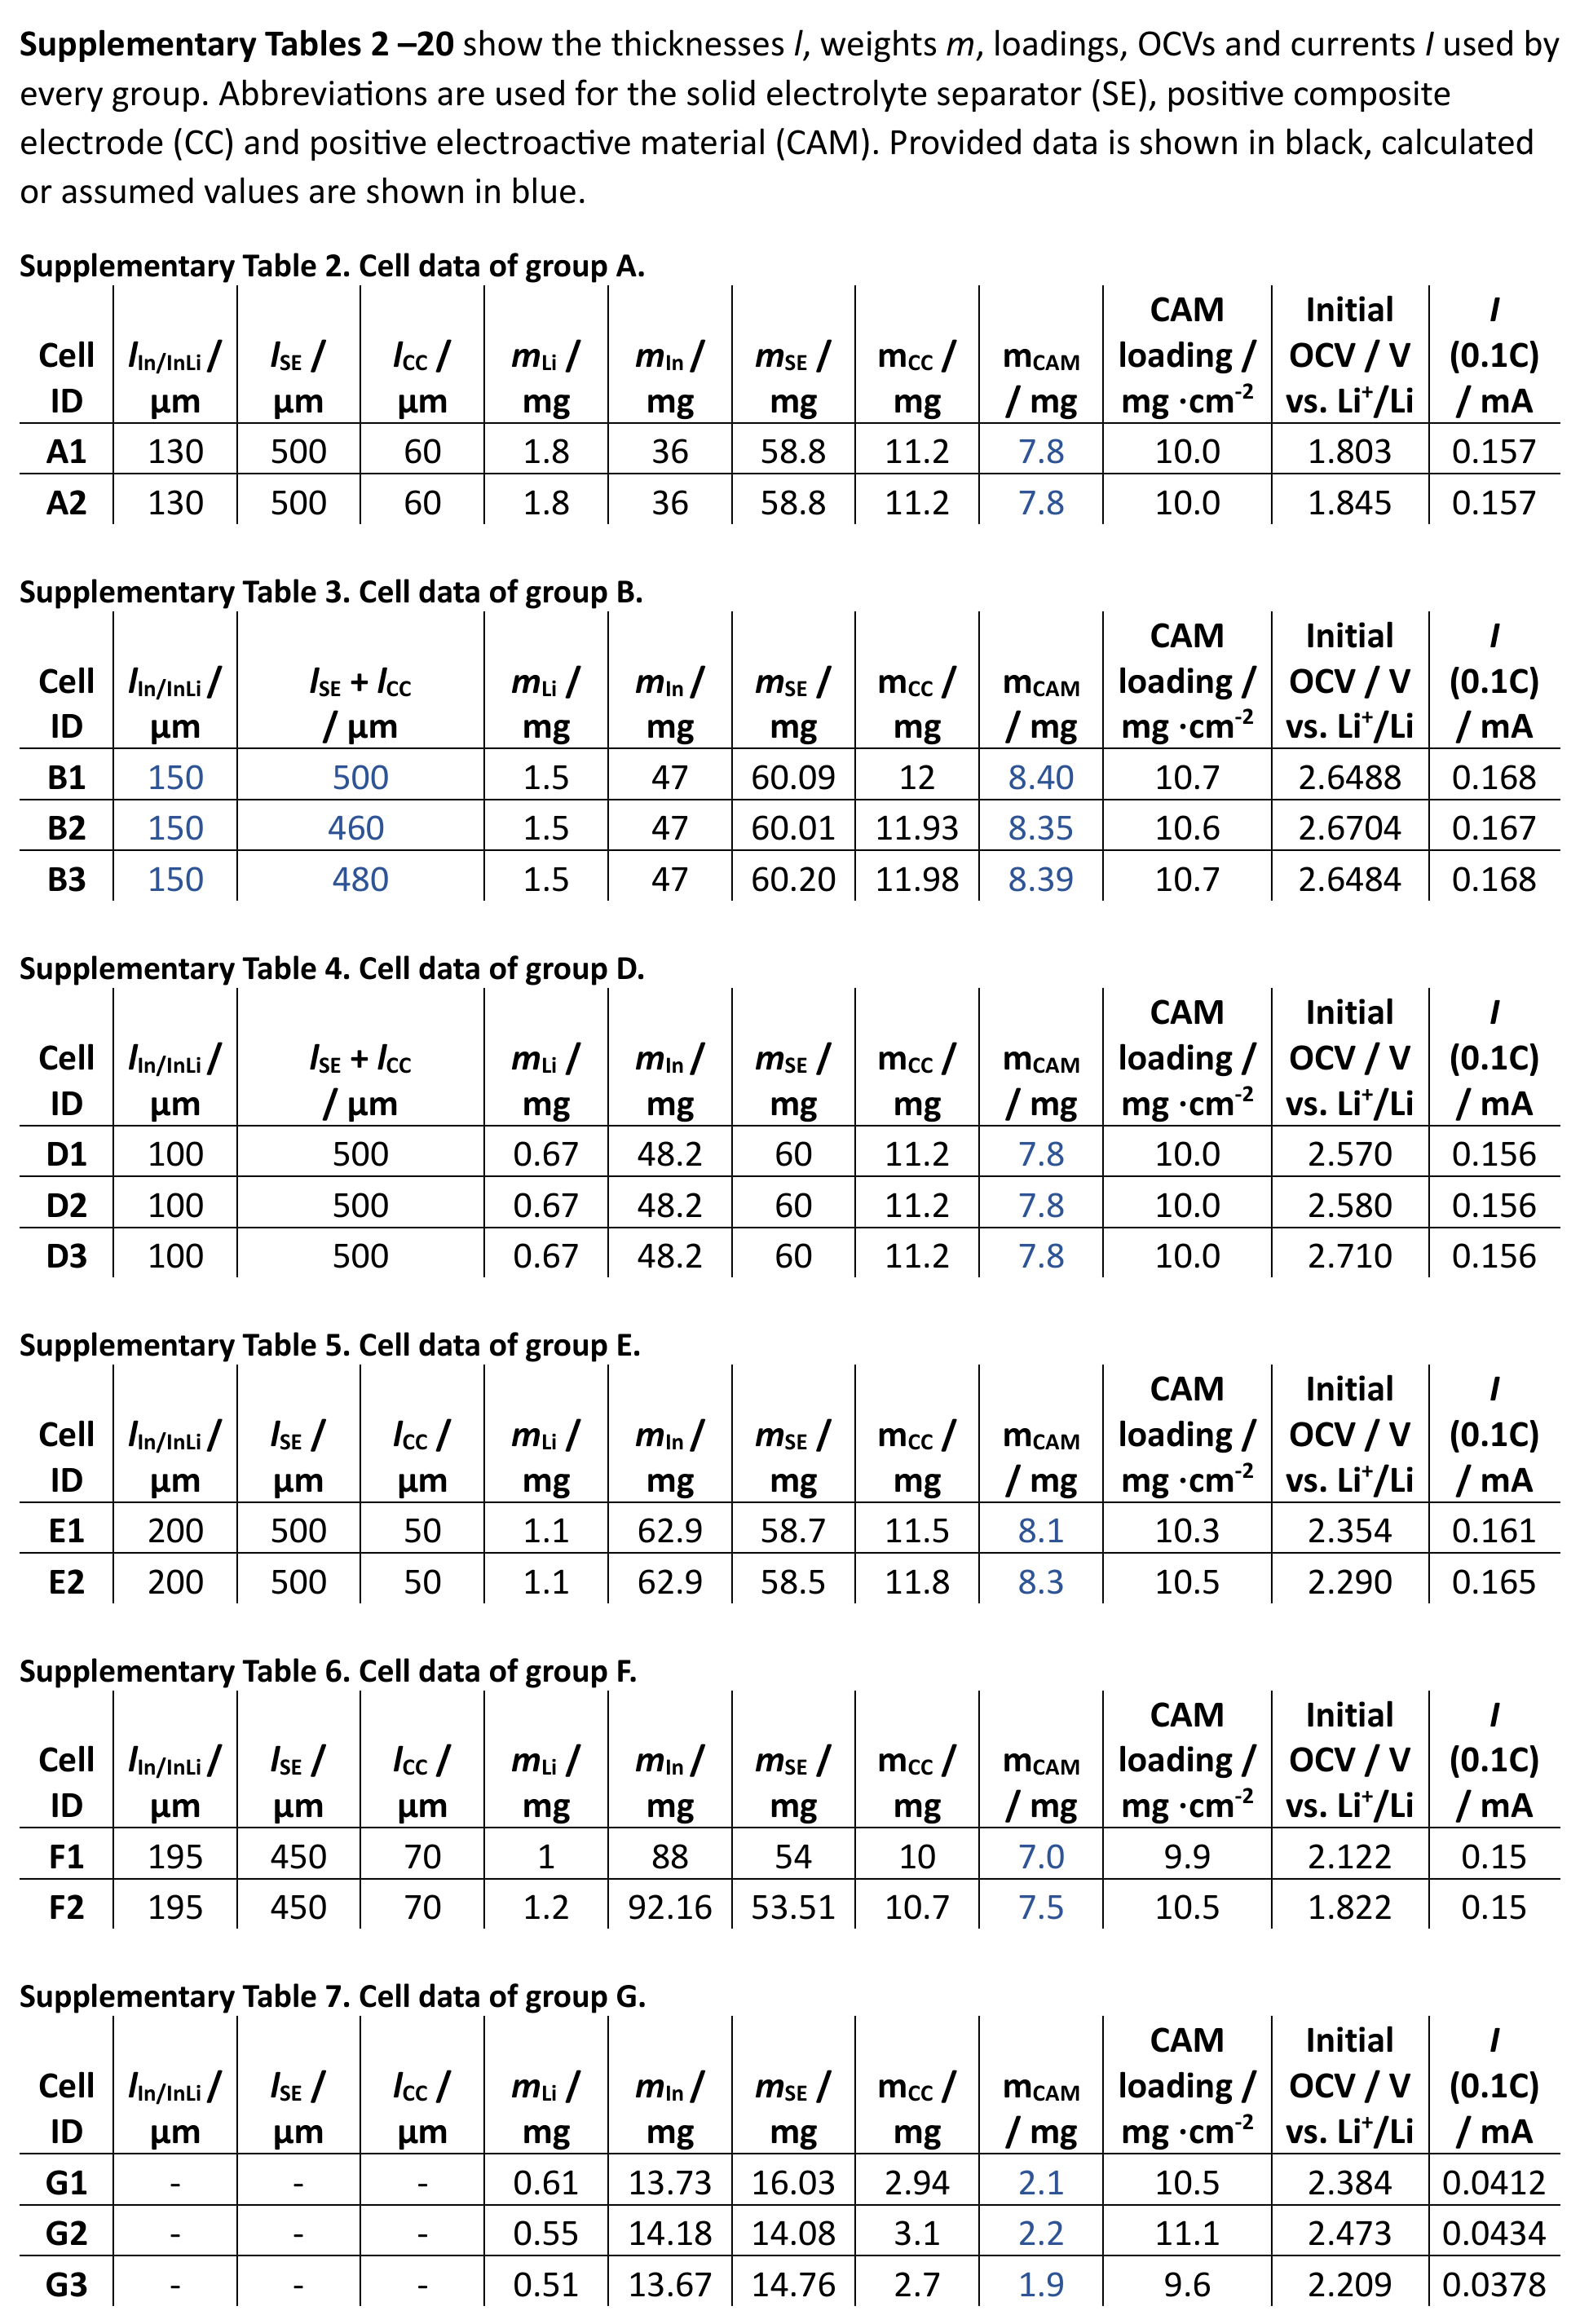 Supplementary Tables 2 –20 show the thicknesses l, weights m, loadings, OCVs and currents I used by
every group. Abbreviations are used for the solid electrolyte separator (SE), positive composite
electrode (CC) and positive electroactive material (CAM). Provided data is shown in black, calculated
or assumed values are shown in blue.
Supplementary Table 2. Cell data of group A.
CAM Initial I
Cell lIn/InLi / lSE / lCC / mLi / mIn / mSE / mCC / mCAM loading / OCV / V (0.1C)
ID µm µm µm mg mg mg mg / mg mg ·cm-2 vs. Li+/Li / mA
A1 130 500 60 1.8 36 58.8 11.2 7.8 10.0 1.803 0.157
A2 130 500 60 1.8 36 58.8 11.2 7.8 10.0 1.845 0.157
Supplementary Table 3. Cell data of group B.
CAM Initial I
Cell lIn/InLi / lSE + lCC mLi / mIn / mSE / mCC / mCAM loading / OCV / V (0.1C)
ID µm / µm mg mg mg mg / mg mg ·cm-2 vs. Li+/Li / mA
B1 150 500 1.5 47 60.09 12 8.40 10.7 2.6488 0.168
B2 150 460 1.5 47 60.01 11.93 8.35 10.6 2.6704 0.167
B3 150 480 1.5 47 60.20 11.98 8.39 10.7 2.6484 0.168
Supplementary Table 4. Cell data of group D.
CAM Initial I
Cell lIn/InLi / lSE + lCC mLi / mIn / mSE / mCC / mCAM loading / OCV / V (0.1C)
ID µm / µm mg mg mg mg / mg mg ·cm-2 vs. Li+/Li / mA
D1 100 500 0.67 48.2 60 11.2 7.8 10.0 2.570 0.156
D2 100 500 0.67 48.2 60 11.2 7.8 10.0 2.580 0.156
D3 100 500 0.67 48.2 60 11.2 7.8 10.0 2.710 0.156
Supplementary Table 5. Cell data of group E.
CAM Initial I
Cell lIn/InLi / lSE / lCC / mLi / mIn / mSE / mCC / mCAM loading / OCV / V (0.1C)
ID µm µm µm mg mg mg mg / mg mg ·cm-2 vs. Li+/Li / mA
E1 200 500 50 1.1 62.9 58.7 11.5 8.1 10.3 2.354 0.161
E2 200 500 50 1.1 62.9 58.5 11.8 8.3 10.5 2.290 0.165
Supplementary Table 6. Cell data of group F.
CAM Initial I
Cell lIn/InLi / lSE / lCC / mLi / mIn / mSE / mCC / mCAM loading / OCV / V (0.1C)
ID µm µm µm mg mg mg mg / mg mg ·cm-2 vs. Li+/Li / mA
F1 195 450 70 1 88 54 10 7.0 9.9 2.122 0.15
F2 195 450 70 1.2 92.16 53.51 10.7 7.5 10.5 1.822 0.15
Supplementary Table 7. Cell data of group G.
CAM Initial I
Cell lIn/InLi / lSE / lCC / mLi / mIn / mSE / mCC / mCAM loading / OCV / V (0.1C)
ID µm µm µm mg mg mg mg / mg mg ·cm-2 vs. Li+/Li / mA
G1 - - - 0.61 13.73 16.03 2.94 2.1 10.5 2.384 0.0412
G2 - - - 0.55 14.18 14.08 3.1 2.2 11.1 2.473 0.0434
G3 - - - 0.51 13.67 14.76 2.7 1.9 9.6 2.209 0.0378